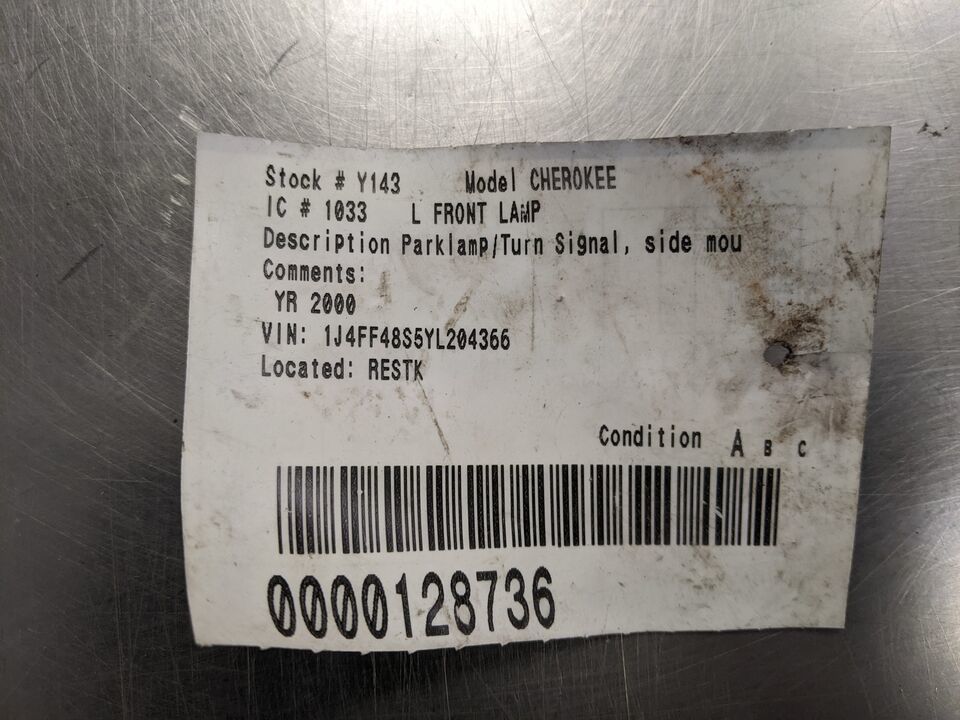 Stock # Y143 Model CHEROKEE
IC # 1033 L FRONT LAMP
Description Parklamp/Turn Signal, side mou
Comments:
YR 2000
VIN: 1J4FF48S5YL204366
Located: RESTK
Condition A B C
0000128736